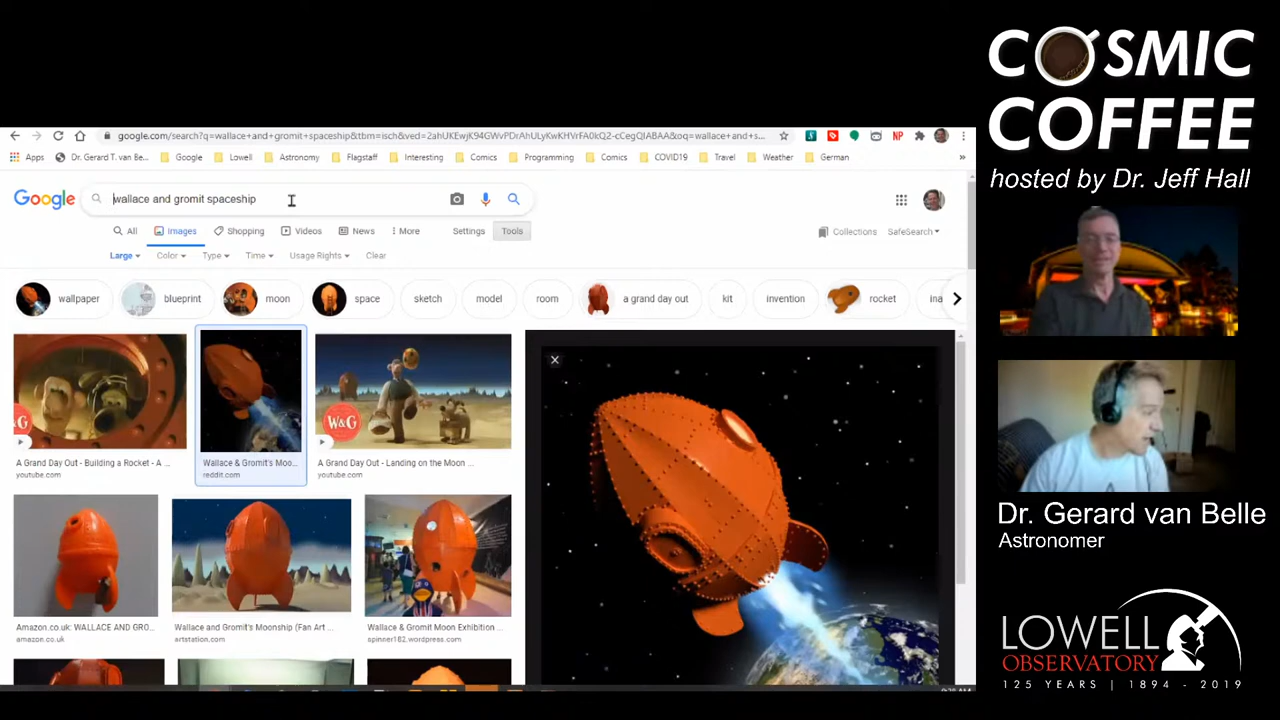 COSMIC
COFFEE
hosted by Dr. Jeff Hall
google.com/search?q=wallace+and+gromit+spaceship&tbm=isch&ved=2ahUKEwjK94GWvPDrAhULyKwKHVrFA0kQ2-cCegQIABAA&oq=wallace+and+s...
Apps Dr. Gerard T. van Be... Google Lowell Astronomy Flagstaff Interesting Comics Programming Comics COVID19 Travel Weather German »
Google wallace and gromit spaceship
All Images Shopping Videos News More Settings Tools Collections SafeSearch
Large Color Type Time Usage Rights Clear
wallpaper blueprint moon space sketch model room a grand day out kit invention rocket ina
W&G W&G
A Grand Day Out - Building a Rocket - A ... Wallace & Gromit's Moo... A Grand Day Out - Landing on the Moon ...
youtube.com reddit.com youtube.com
Amazon.co.uk: WALLACE AND GRO... Wallace and Gromit's Moonship (Fan Art ... Wallace & Gromit Moon Exhibition ...
amazon.co.uk artstation.com spinner182.wordpress.com
Dr. Gerard van Belle
Astronomer
LOWELL
OBSERVATORY
125 YEARS | 1894 - 2019